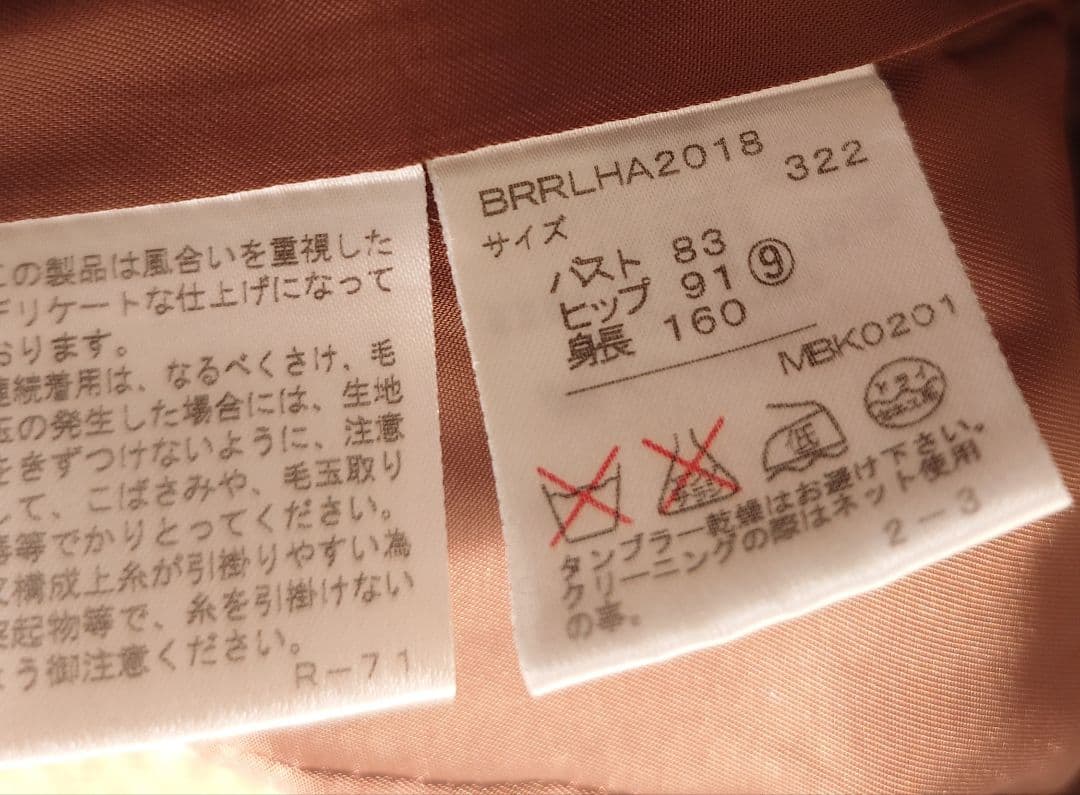 この製品は風合いを重視した
デリケートな仕上げになって
おります。
連続着用は、なるべくさけ、毛
玉の発生した場合には、生地
をきずつけないように、注意
して、こばさみや、毛玉取り
器等でかりとってください。
又構成上糸が引掛りやすい為
突起物等で、糸を引掛けない
よう御注意ください。
R-71
BRRLHA2018
322
サイズ
バスト 83
ヒップ 91 ⑨
身長 160
MBK0201
低
ドライ
タンブラー乾燥はお避け下さい。
クリーニングの際はネット使用
の事。
2-3